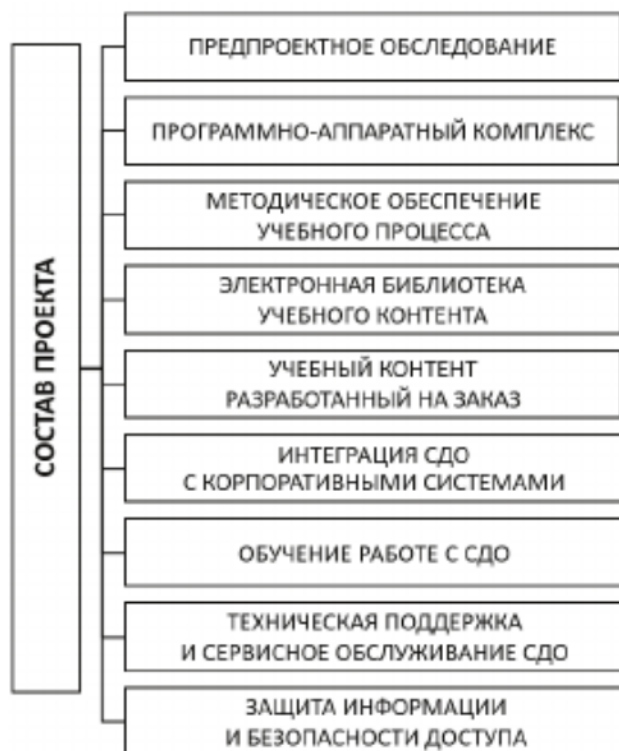 СОСТАВ ПРОЕКТА
ПРЕДПРОЕКТНОЕ ОБСЛЕДОВАНИЕ
ПРОГРАММНО-АППАРАТНЫЙ КОМПЛЕКС
МЕТОДИЧЕСКОЕ ОБЕСПЕЧЕНИЕ
УЧЕБНОГО ПРОЦЕССА
ЭЛЕКТРОННАЯ БИБЛИОТЕКА
УЧЕБНОГО КОНТЕНТА
УЧЕБНЫЙ КОНТЕНТ
РАЗРАБОТАННЫЙ НА ЗАКАЗ
ИНТЕГРАЦИЯ СДО
С КОРПОРАТИВНЫМИ СИСТЕМАМИ
ОБУЧЕНИЕ РАБОТЕ С СДО
ТЕХНИЧЕСКАЯ ПОДДЕРЖКА
И СЕРВИСНОЕ ОБСЛУЖИВАНИЕ СДО
ЗАЩИТА ИНФОРМАЦИИ
И БЕЗОПАСНОСТИ ДОСТУПА